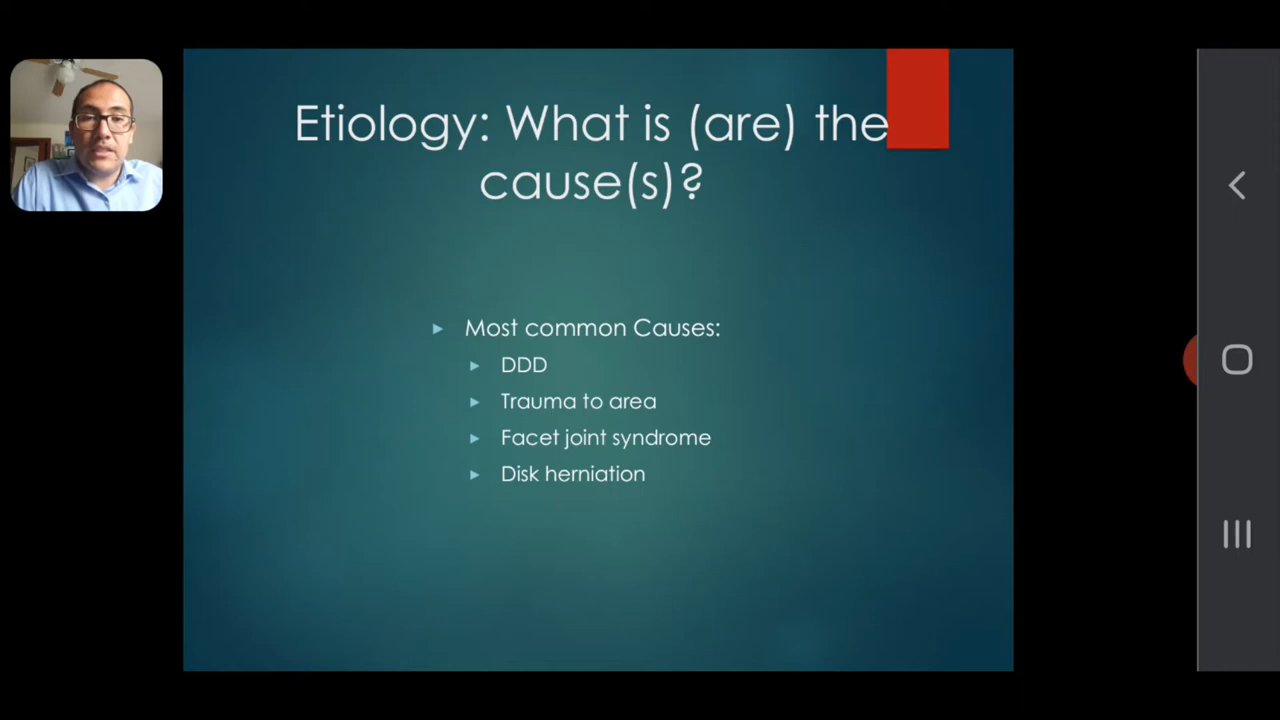 Etiology: What is (are) the
cause(s)?
Most common Causes:
DDD
Trauma to area
Facet joint syndrome
Disk herniation